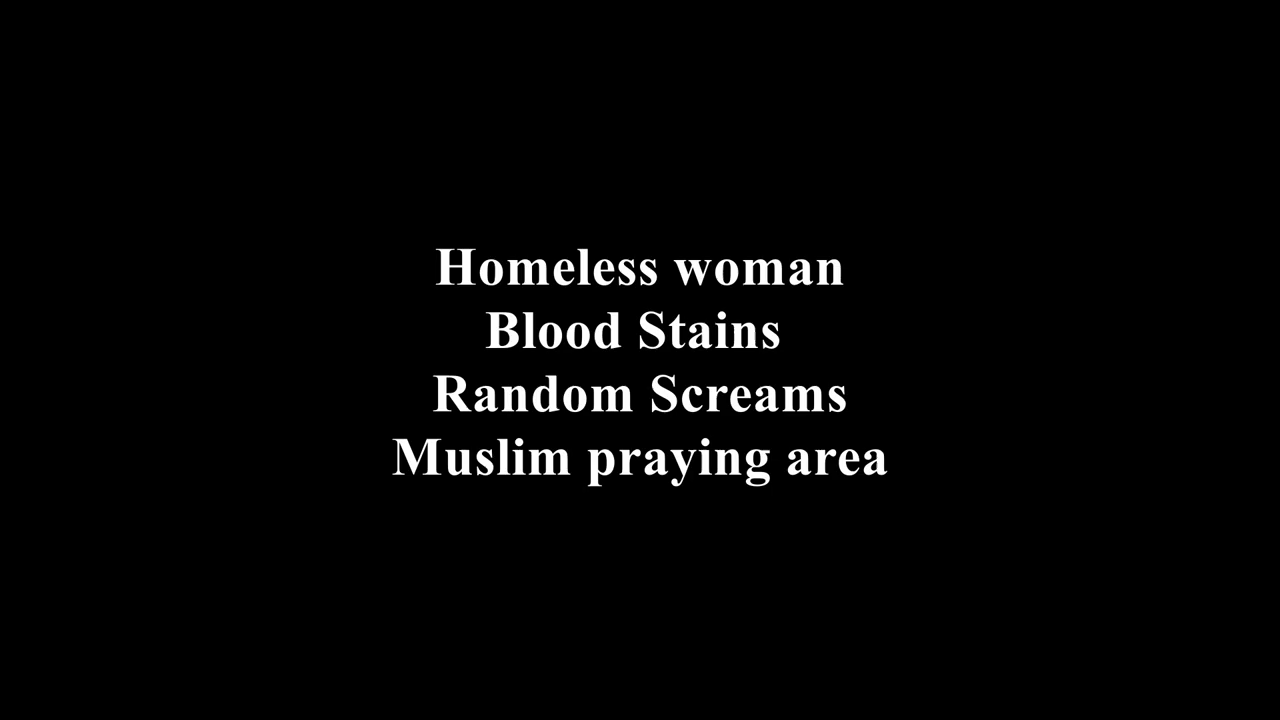 Homeless woman
Blood Stains
Random Screams
Muslim praying area